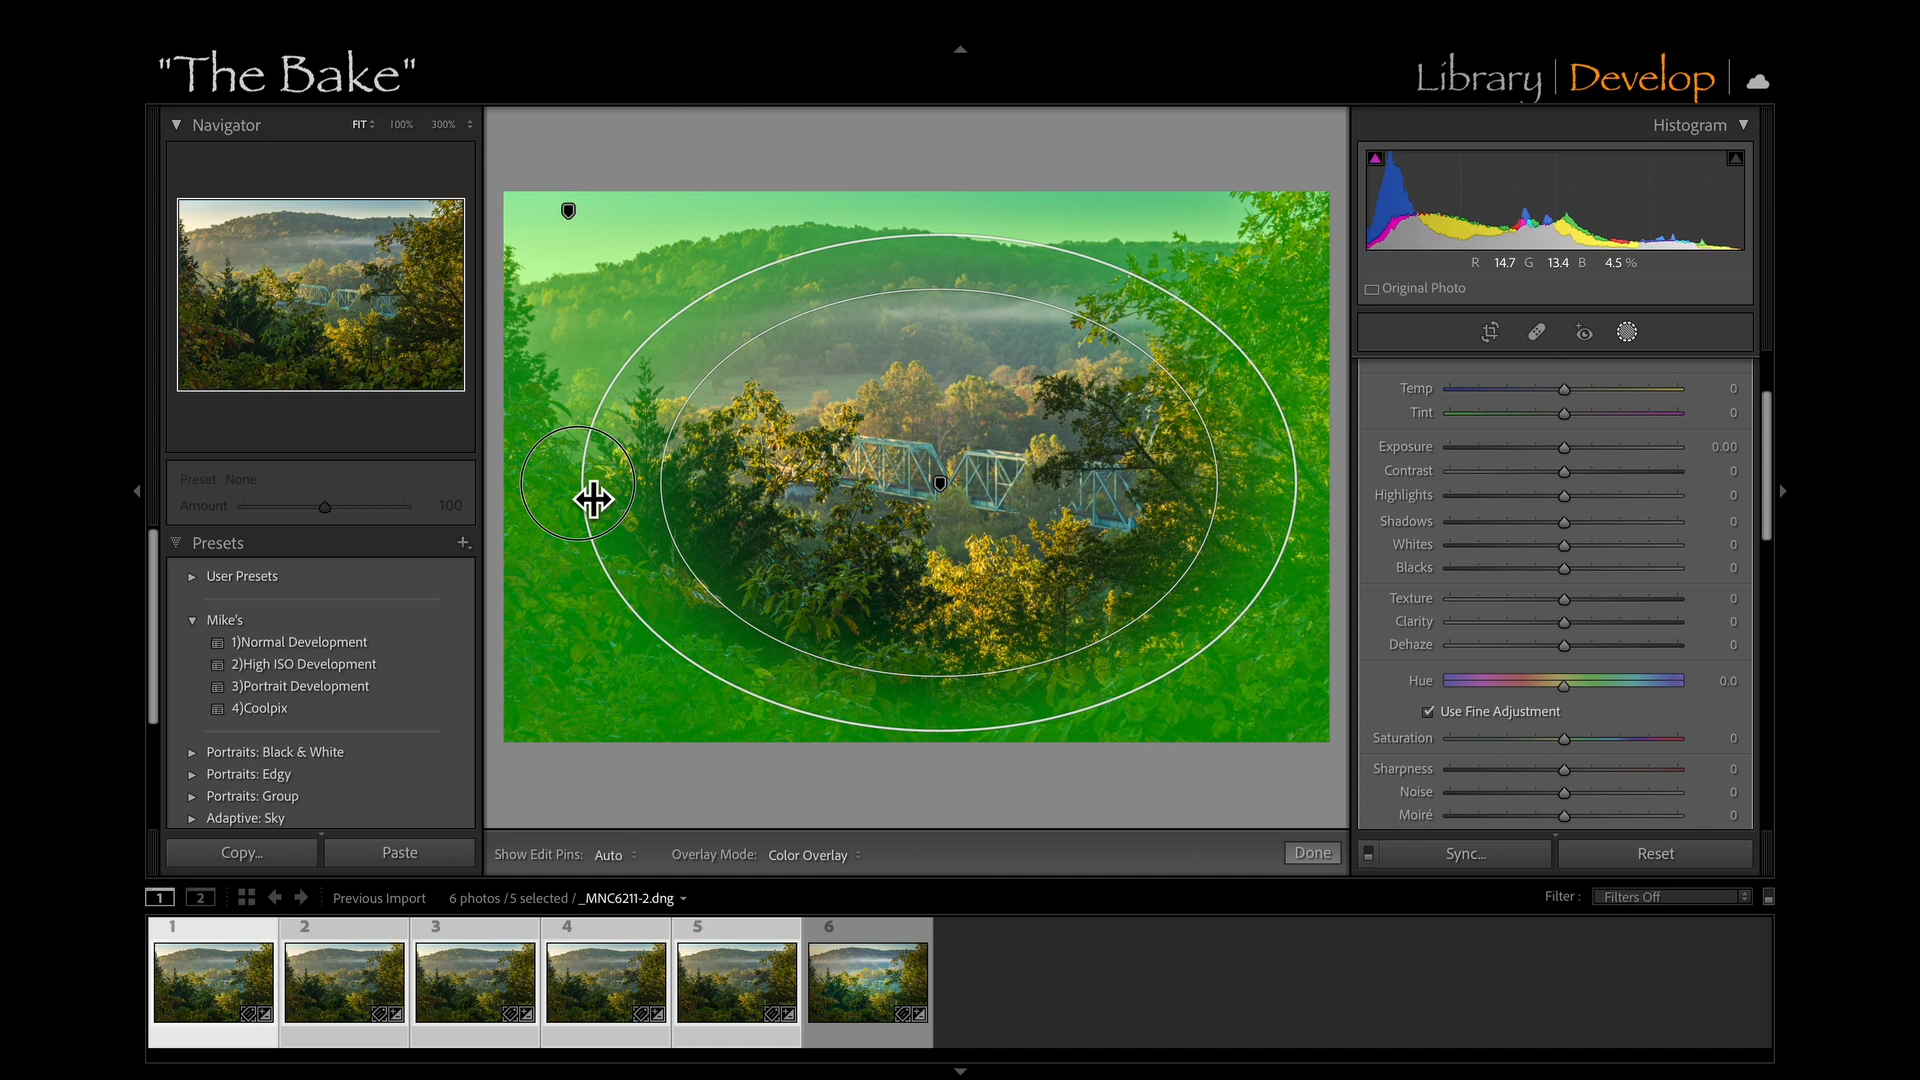 "The Bake"
Library | Develop |
Navigator FIT 100% 300%
Histogram
R 14.7 G 13.4 B 4.5 %
Original Photo
Temp 0
Tint 0
Exposure 0.00
Contrast 0
Highlights 0
Shadows 0
Whites 0
Blacks 0
Texture 0
Clarity 0
Dehaze 0
Hue 0.0
Use Fine Adjustment
Saturation 0
Sharpness 0
Noise 0
Moiré 0
Preset : None
Amount 100
Presets
User Presets
Mike's
1)Normal Development
2)High ISO Development
3)Portrait Development
4)Coolpix
Portraits: Black & White
Portraits: Edgy
Portraits: Group
Adaptive: Sky
Copy... Paste
Show Edit Pins: Auto Overlay Mode: Color Overlay Done
Sync... Reset
1 2 Previous Import 6 photos /5 selected /_MNC6211-2.dng
Filter : Filters Off
1 2 3 4 5 6